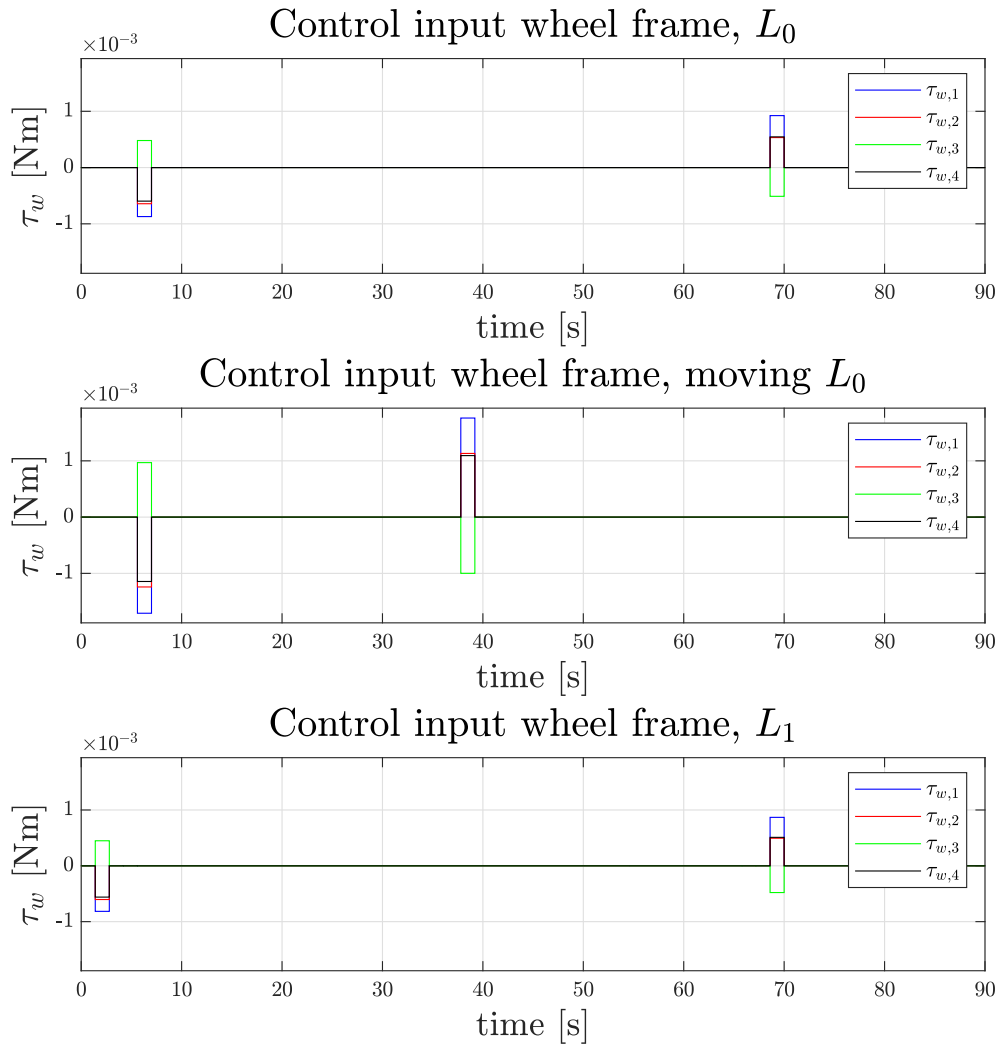 Control input wheel frame, L₀
×10⁻³
1
0
-1
τ_w [Nm]
τ_w,1
τ_w,2
τ_w,3
τ_w,4
0 10 20 30 40 50 60 70 80 90
time [s]
Control input wheel frame, moving L₀
×10⁻³
1
0
-1
τ_w [Nm]
τ_w,1
τ_w,2
τ_w,3
τ_w,4
0 10 20 30 40 50 60 70 80 90
time [s]
Control input wheel frame, L₁
×10⁻³
1
0
-1
τ_w [Nm]
τ_w,1
τ_w,2
τ_w,3
τ_w,4
0 10 20 30 40 50 60 70 80 90
time [s]